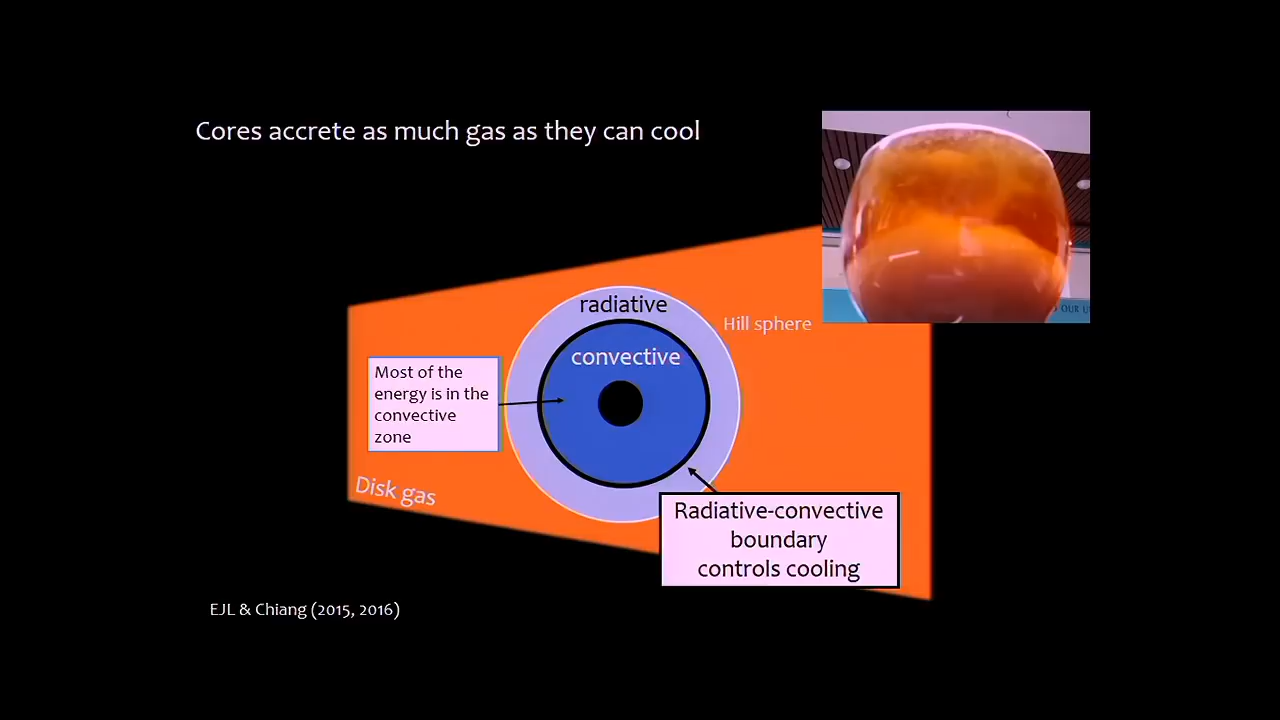 Cores accrete as much gas as they can cool
OUR U
radiative
Hill sphere
convective
Most of the
energy is in the
convective
zone
Disk gas
Radiative-convective
boundary
controls cooling
EJL & Chiang (2015, 2016)